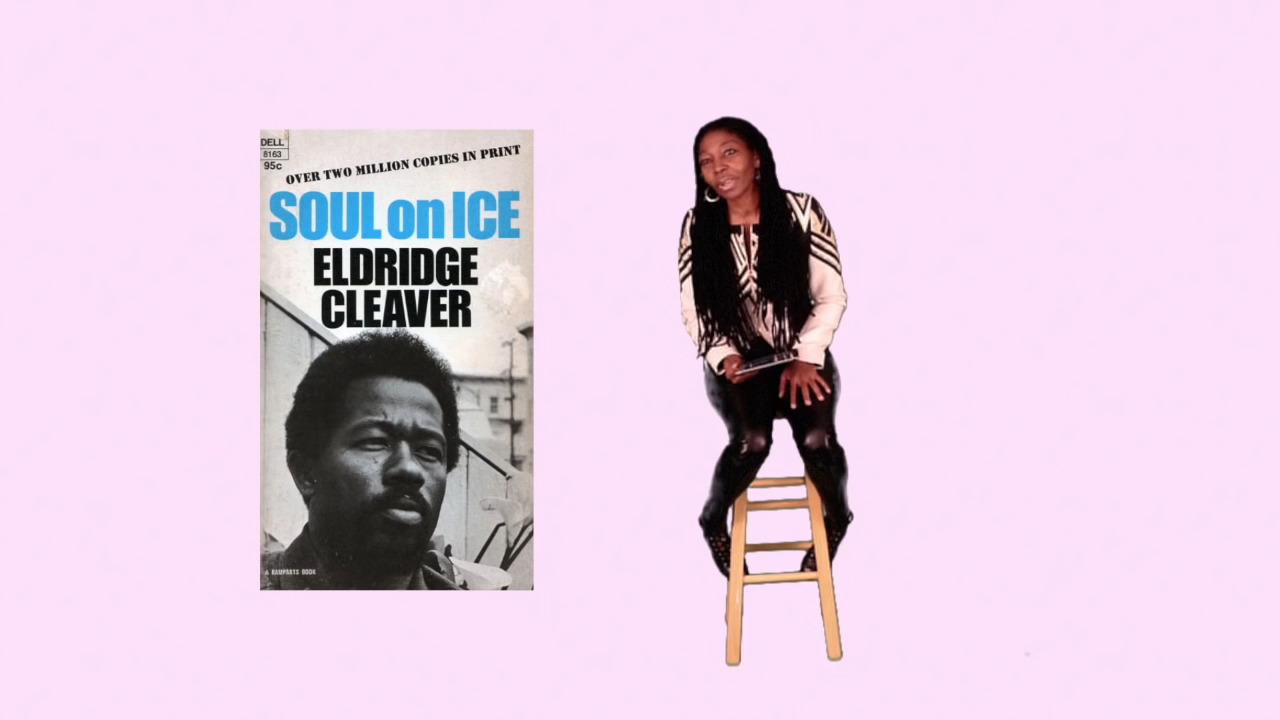 DELL
8163
95c
OVER TWO MILLION COPIES IN PRINT
SOUL on ICE
ELDRIDGE
CLEAVER
A RAMPARTS BOOK